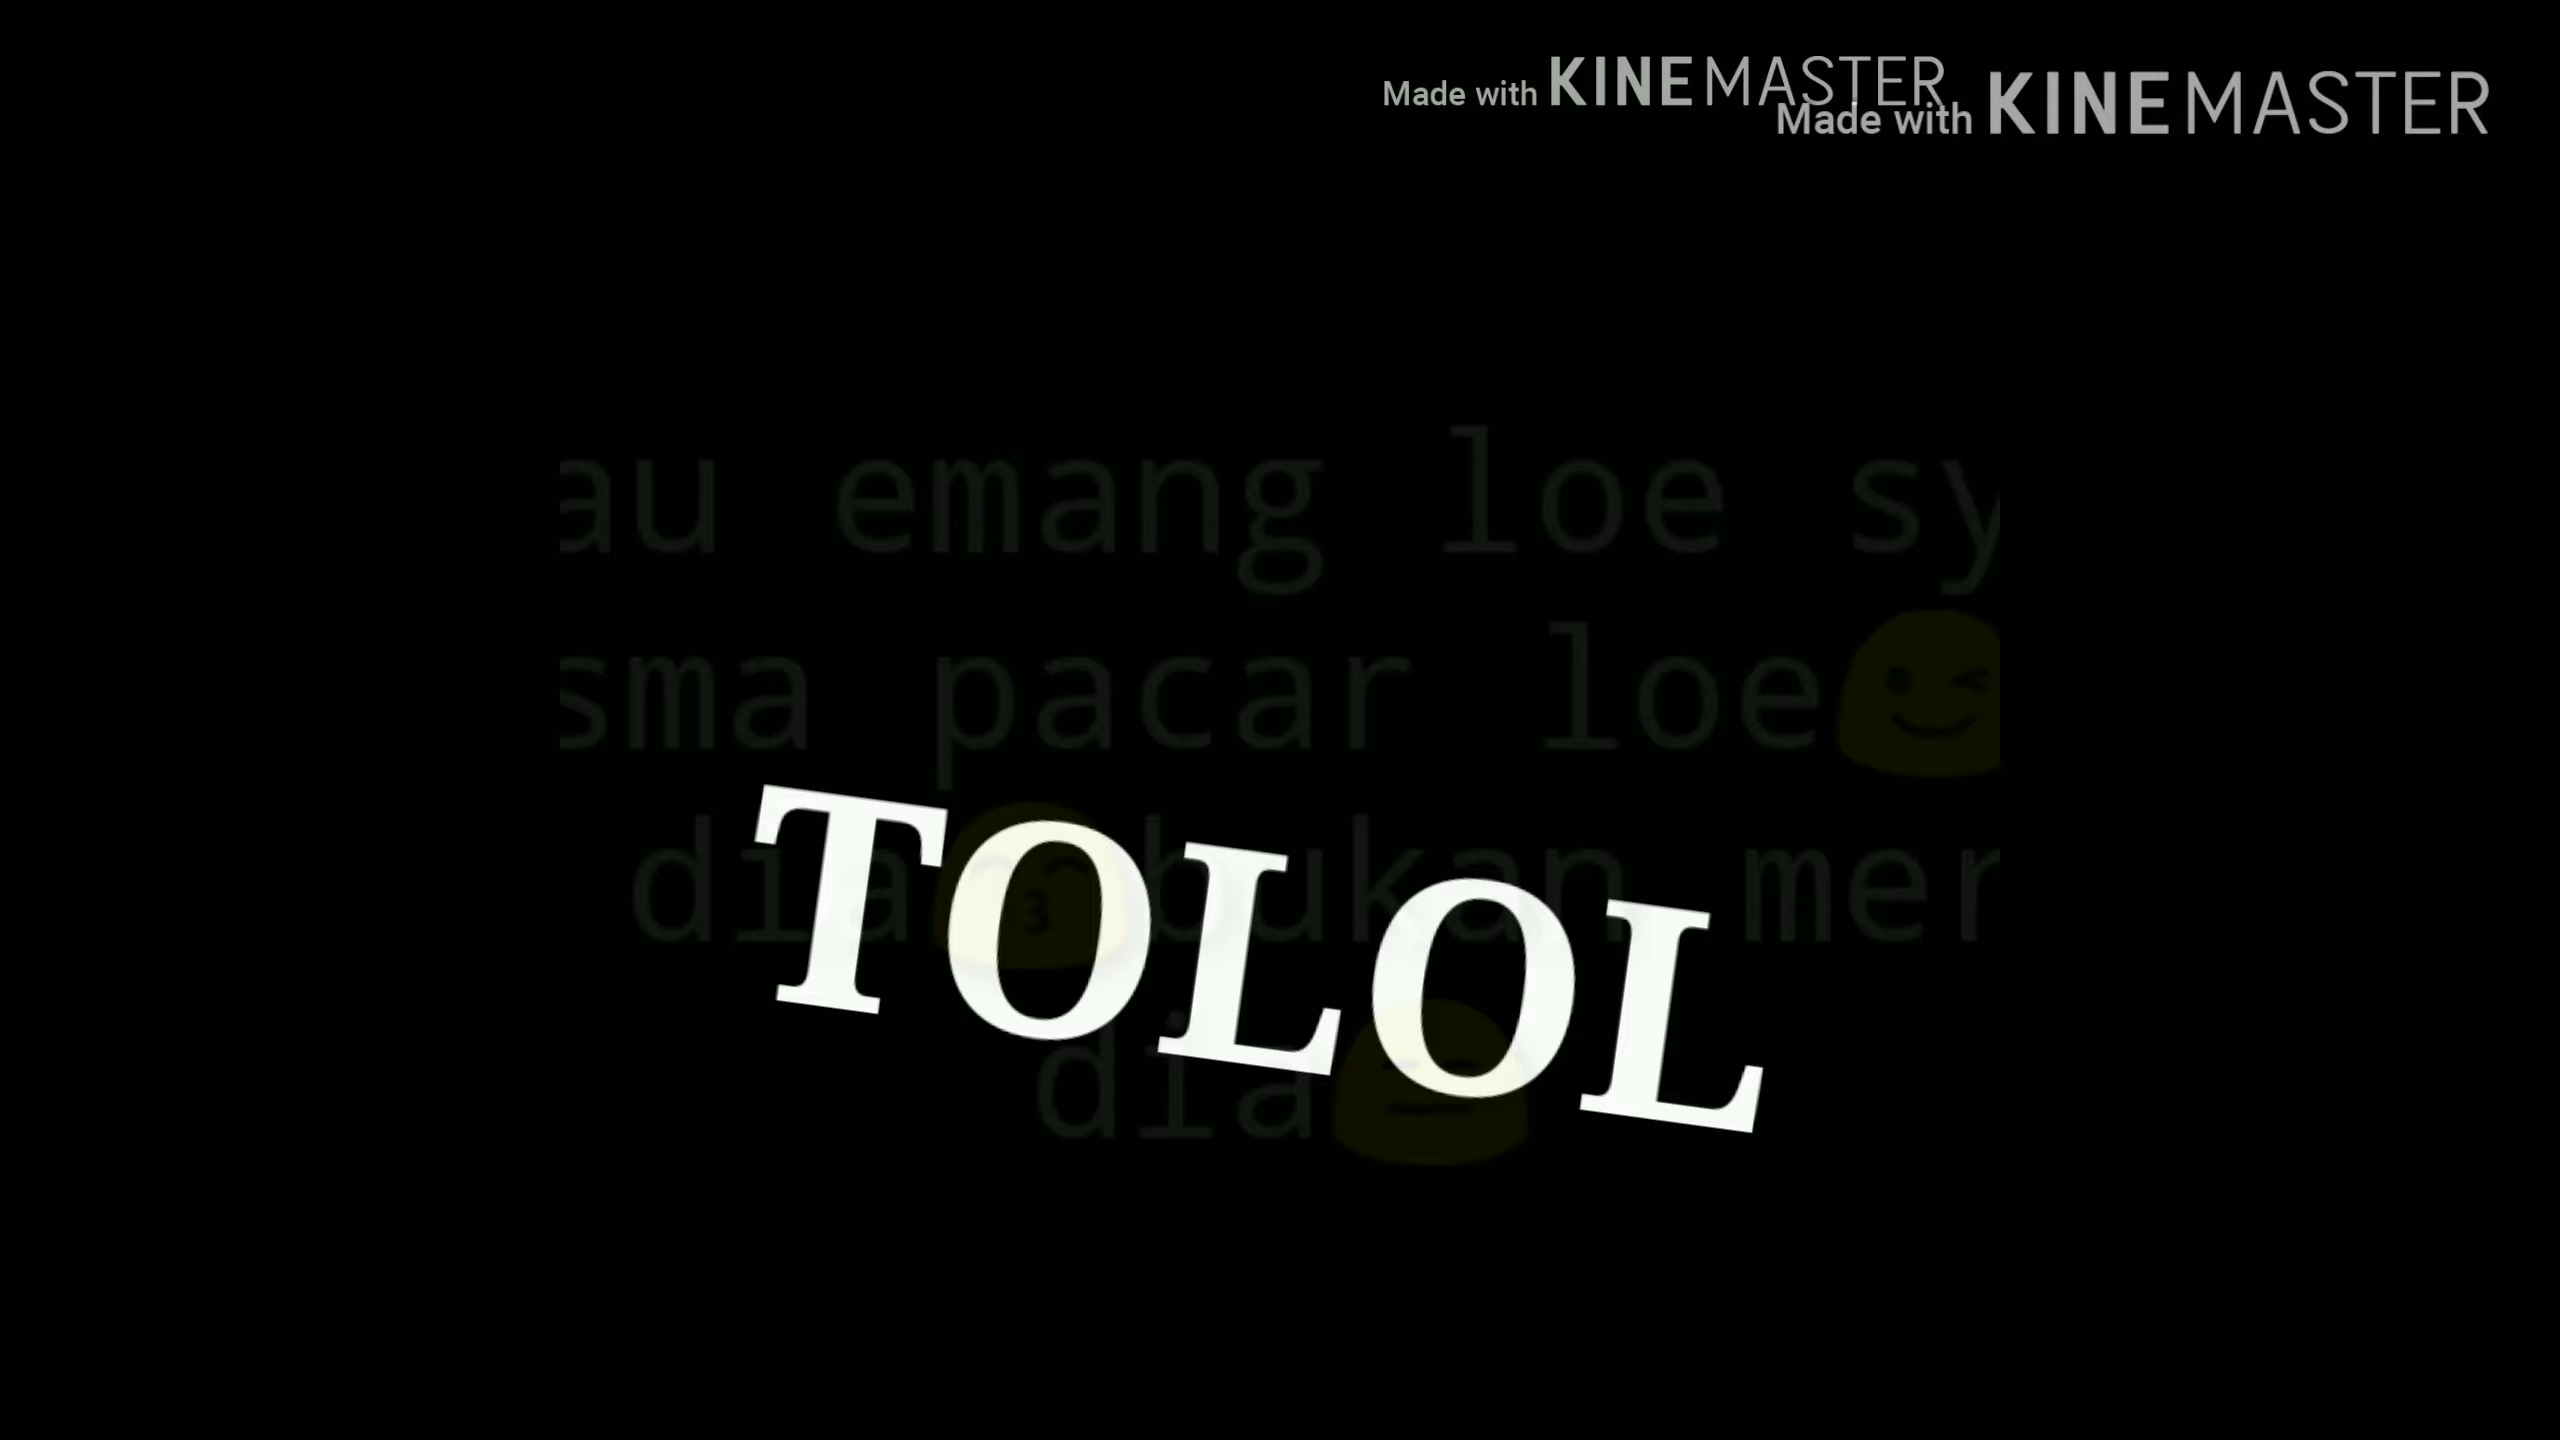 Made with KINEMASTER
Made with KINEMASTER
au emang loe sy
sma pacar loe😉
dia😙bukan mer
TOLOL
dia😑